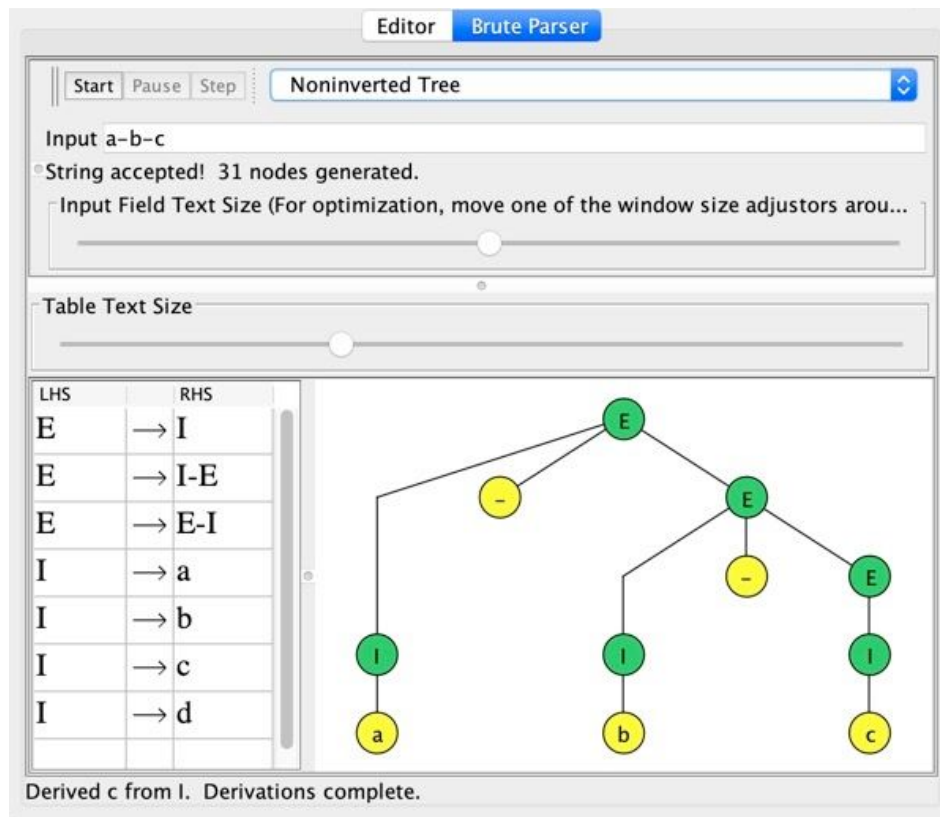 Editor Brute Parser
Start Pause Step Noninverted Tree
Input a-b-c
String accepted! 31 nodes generated.
Input Field Text Size (For optimization, move one of the window size adjustors arou...
Table Text Size
LHS RHS
E → I
E → I-E
E → E-I
I → a
I → b
I → c
I → d
E
- E
- E
I I I
a b c
Derived c from I. Derivations complete.